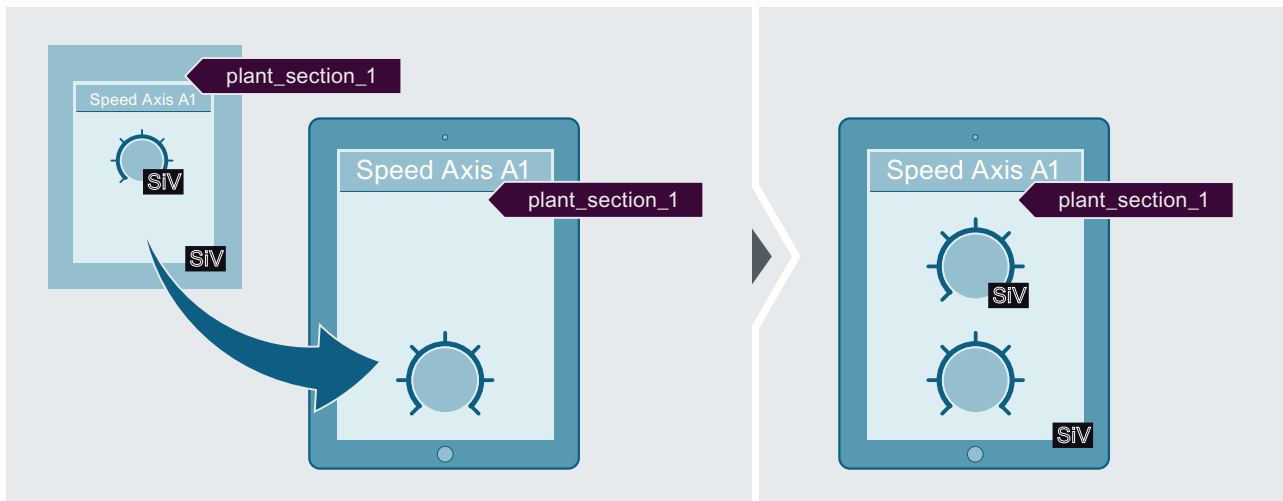 plant_section_1
Speed Axis A1
SiV
SiV
Speed Axis A1
plant_section_1
Speed Axis A1
plant_section_1
SiV
SiV